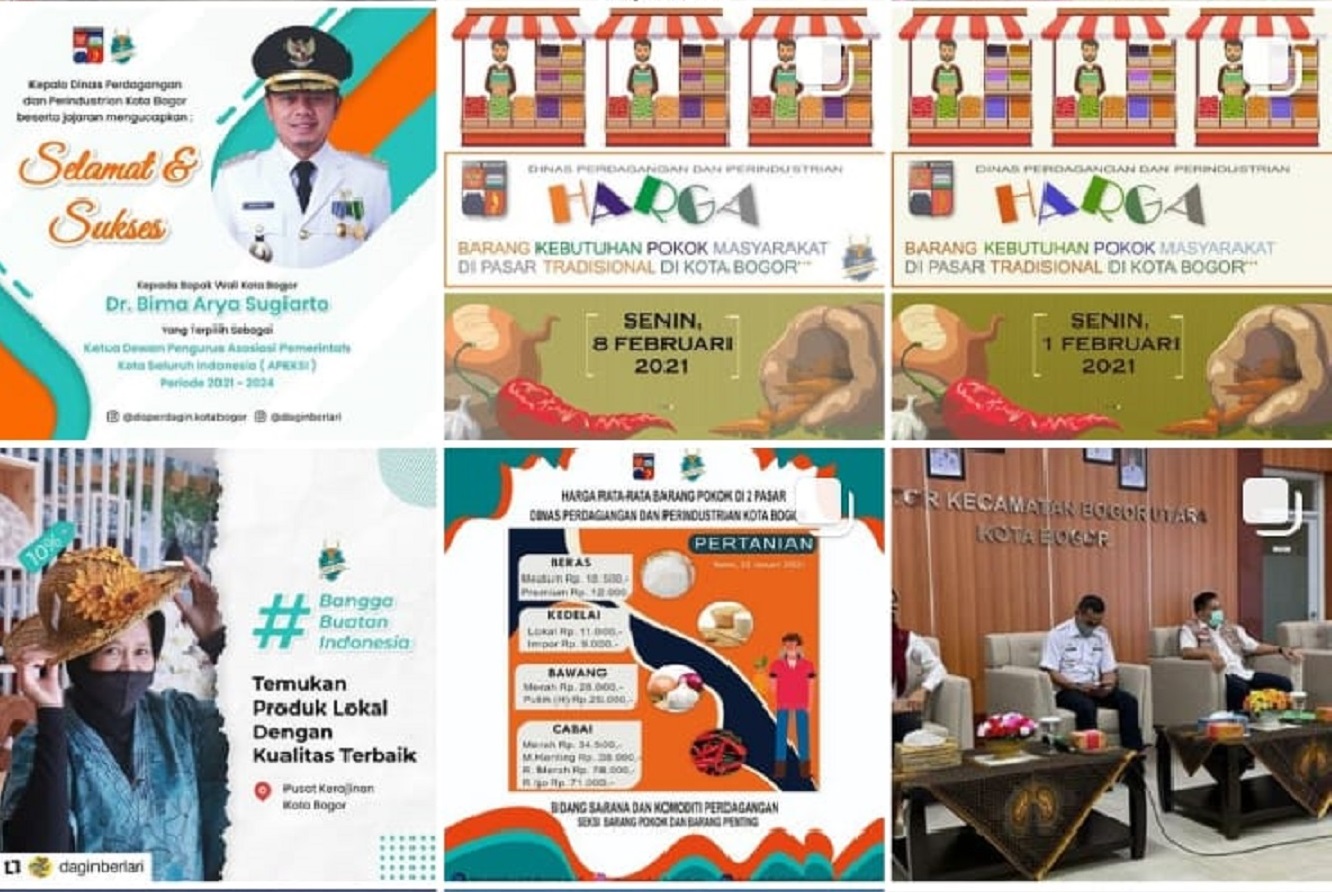 Kepala Dinas Perdagangan
dan Perindustrian Kota Bogor
beserta jajaran mengucapkan :
Selamat &
Sukses
Kepada Bapak Wali Kota Bogor
Dr. Bima Arya Sugiarto
Yang Terpilih Sebagai
Ketua Dewan Pengurus Asosiasi Pemerintah
Kota Seluruh Indonesia ( APEKSI )
Periode 2021 - 2024
@disperdagin.kotabogor @daginberlari
DINAS PERDAGANGAN DAN PERINDUSTRIAN
HARGA
BARANG KEBUTUHAN POKOK MASYARAKAT
DI PASAR TRADISIONAL DI KOTA BOGOR
SENIN,
8 FEBRUARI
2021
DINAS PERDAGANGAN DAN PERINDUSTRIAN
HARGA
BARANG KEBUTUHAN POKOK MASYARAKAT
DI PASAR TRADISIONAL DI KOTA BOGOR
SENIN,
1 FEBRUARI
2021
10%
# Bangga
Buatan
Indonesia
Temukan
Produk Lokal
Dengan
Kualitas Terbaik
Pusat Kerajinan
Kota Bogor
daginberlari
HARGA RATA-RATA BARANG POKOK DI 2 PASAR
DINAS PERDAGANGAN DAN PERINDUSTRIAN KOTA BOGOR
PERTANIAN
Januari 2021
BERAS
Medium Rp. 10.500,-
Premium Rp. 12.000
KEDELAI
Lokal Rp. 11.000,-
Impor Rp. 9.000,-
BAWANG
Merah Rp. 28.000,-
Putih (H) Rp. 25.000,-
CABAI
Merah Rp. 34.500,-
M.Keriting Rp. 38.000,-
R. Merah Rp. 78.000,-
R. Ijo Rp. 71.000,-
BIDANG SARANA DAN KOMODITI PERDAGANGAN
SEKSI BARANG POKOK DAN BARANG PENTING
KECAMATAN BOGOR UTARA
KOTA BOGOR